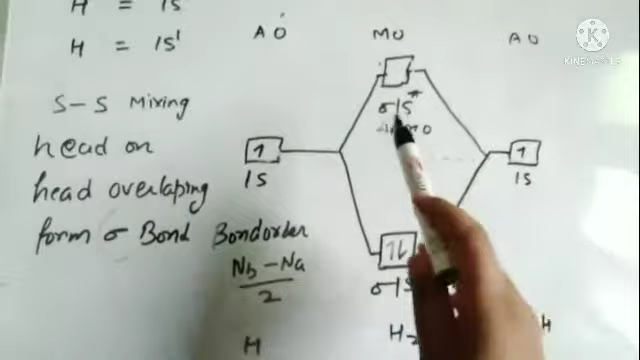 H = 1S
H = 1S¹
AO MO AO
KINEMASTER
S-S Mixing
head on
head overlaping
form σ Bond
σ1S*
1 1
1S 1S
Bondorder
Nb - Na
2
1L
σ1S
H H2 H